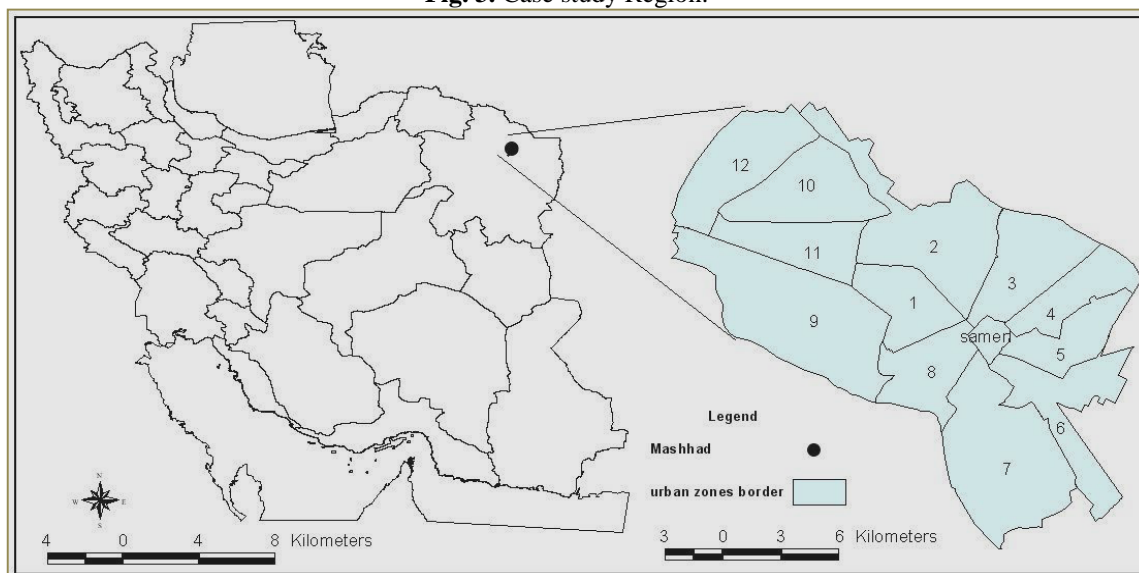 Fig. 3. Case study Region.
12
10
11
2
3
1
4
samen
5
9
8
6
7
Legend
Mashhad
urban zones border
N
W E
S
4 0 4 8 Kilometers
3 0 3 6 Kilometers